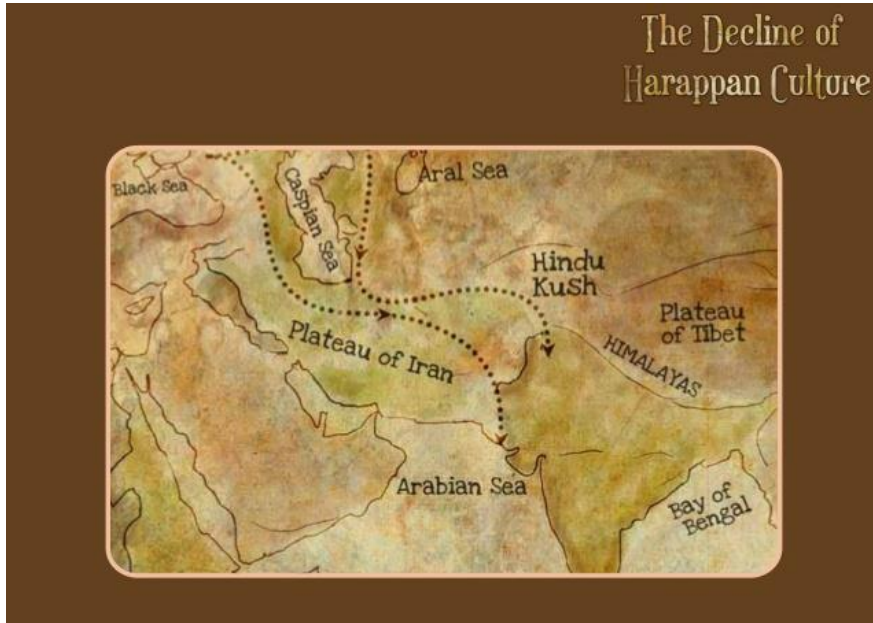 The Decline of
Harappan Culture
Black Sea
Caspian Sea
Aral Sea
Hindu
Kush
Plateau
of Tibet
HIMALAYAS
Plateau of Iran
Arabian Sea
Bay of
Bengal